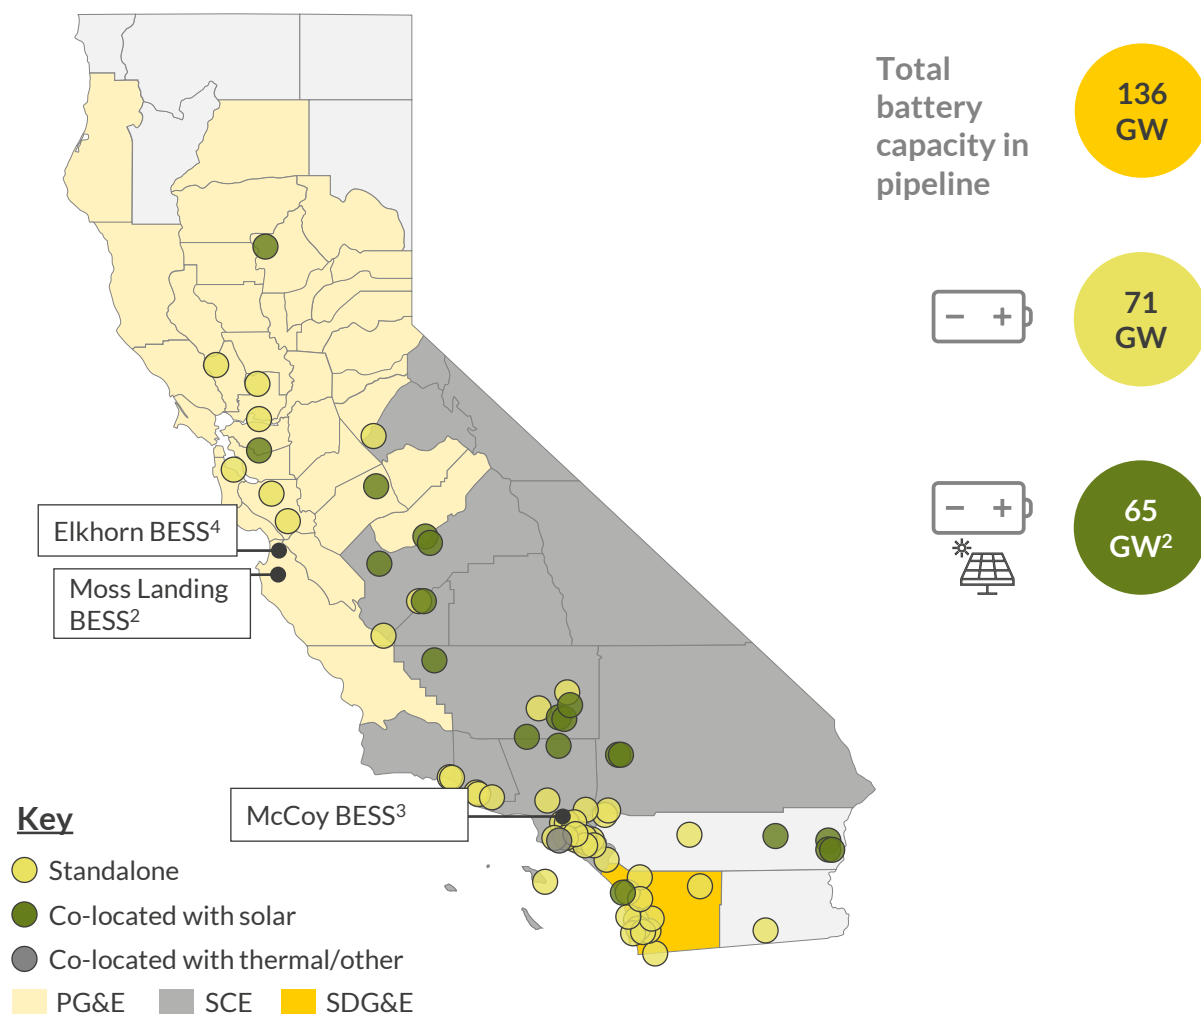 Total
battery
capacity in
pipeline
136
GW
71
GW
65
GW²
Elkhorn BESS⁴
Moss Landing
BESS²
McCoy BESS³
Key
Standalone
Co-located with solar
Co-located with thermal/other
PG&E
SCE
SDG&E